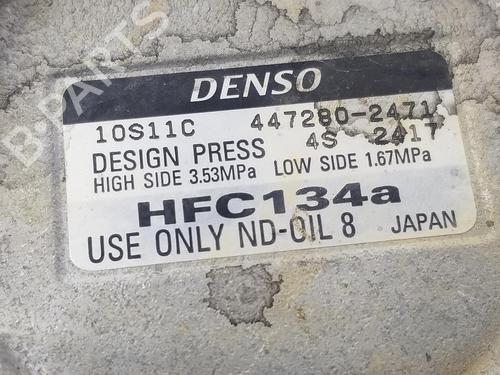 B-PARTS
DENSO
10S11C 447280-2471
4S 2417
DESIGN PRESS
HIGH SIDE 3.53MPa LOW SIDE 1.67MPa
HFC134a
USE ONLY ND-OIL 8 JAPAN